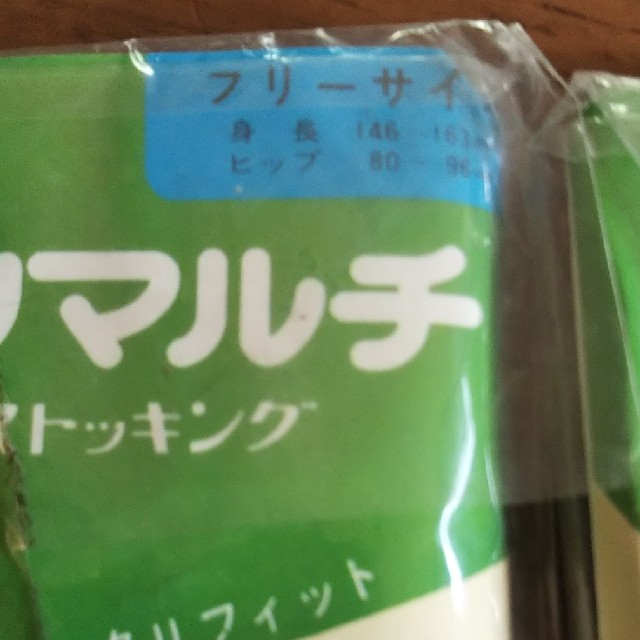 フリーサイ
身長 146-163
ヒップ 80-96
マルチ
トッキング
フィット